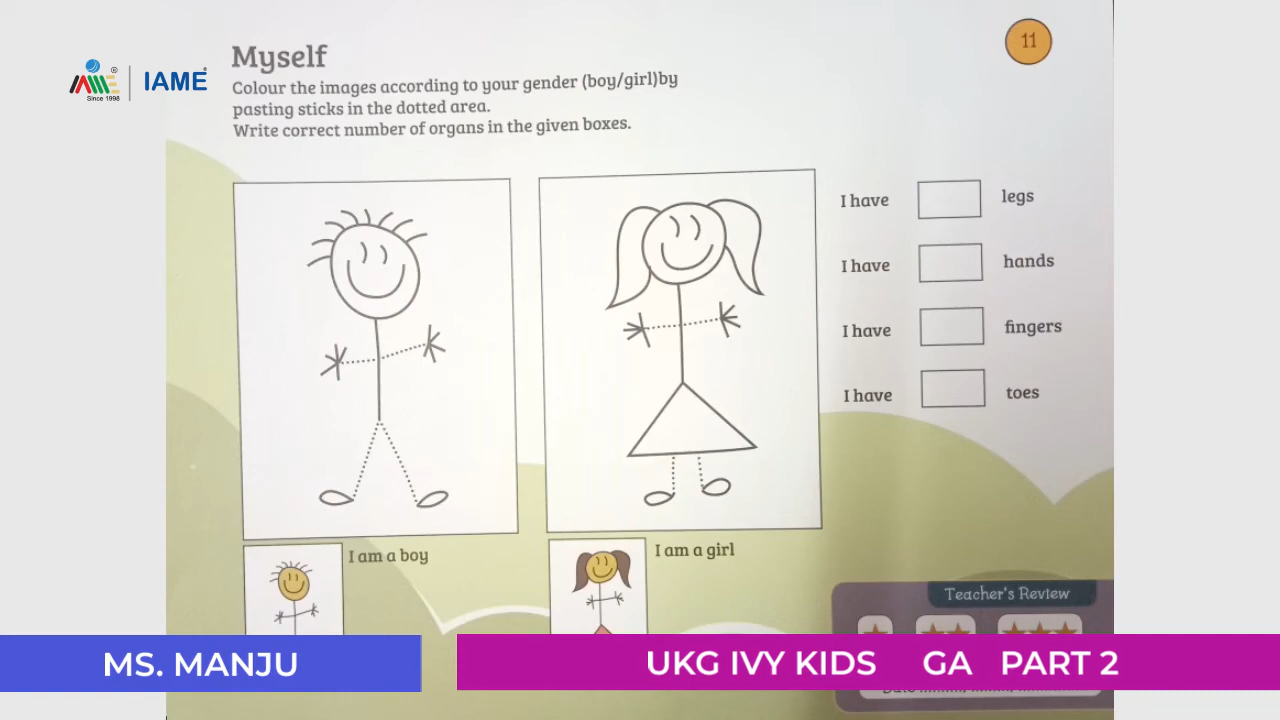 11
Myself
Colour the images according to your gender (boy/girl)by
pasting sticks in the dotted area.
Write correct number of organs in the given boxes.
Since 1998
IAME
I have legs
I have hands
I have fingers
I have toes
I am a boy
I am a girl
Teacher's Review
MS. MANJU
UKG IVY KIDS GA PART 2